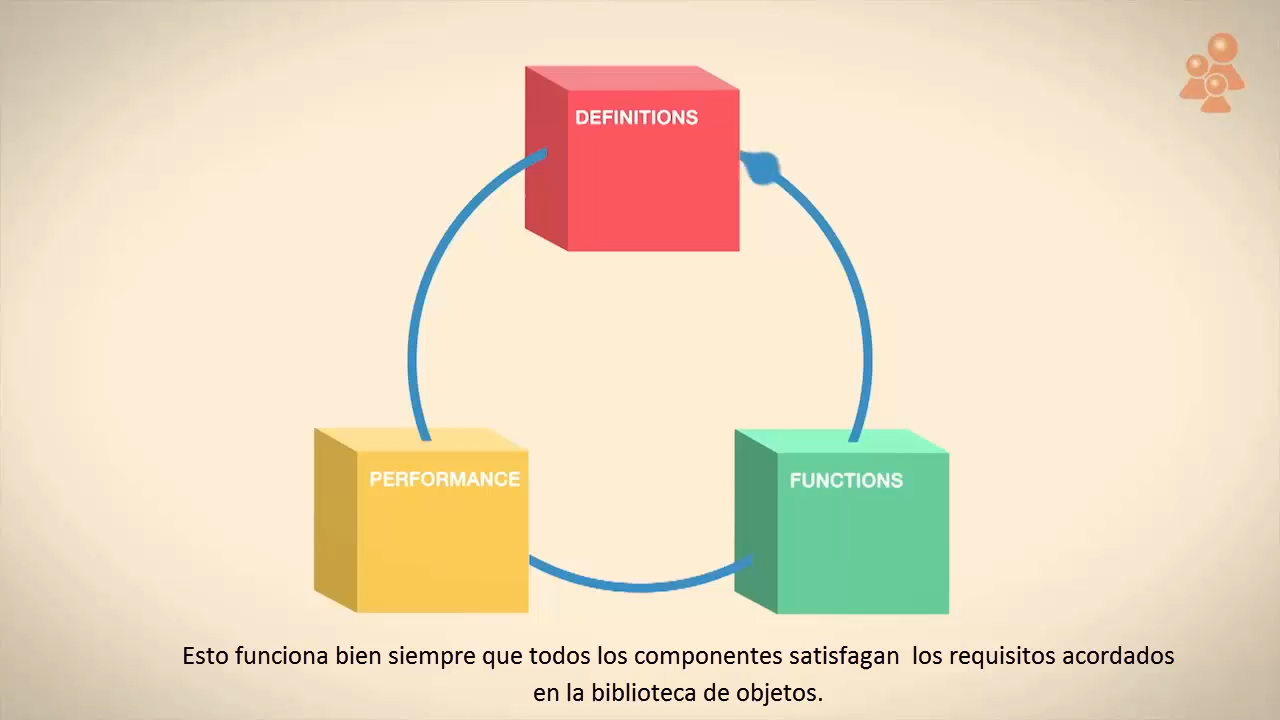 DEFINITIONS
PERFORMANCE
FUNCTIONS
Esto funciona bien siempre que todos los componentes satisfagan los requisitos acordados
en la biblioteca de objetos.